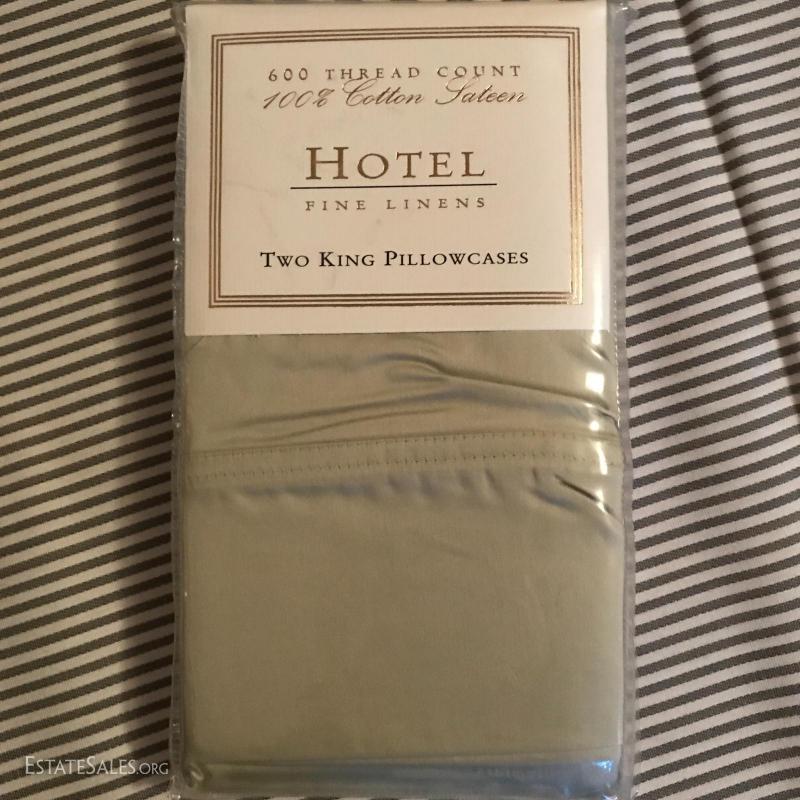 600 THREAD COUNT
100% Cotton Sateen
HOTEL
FINE LINENS
TWO KING PILLOWCASES
ESTATESALES.ORG